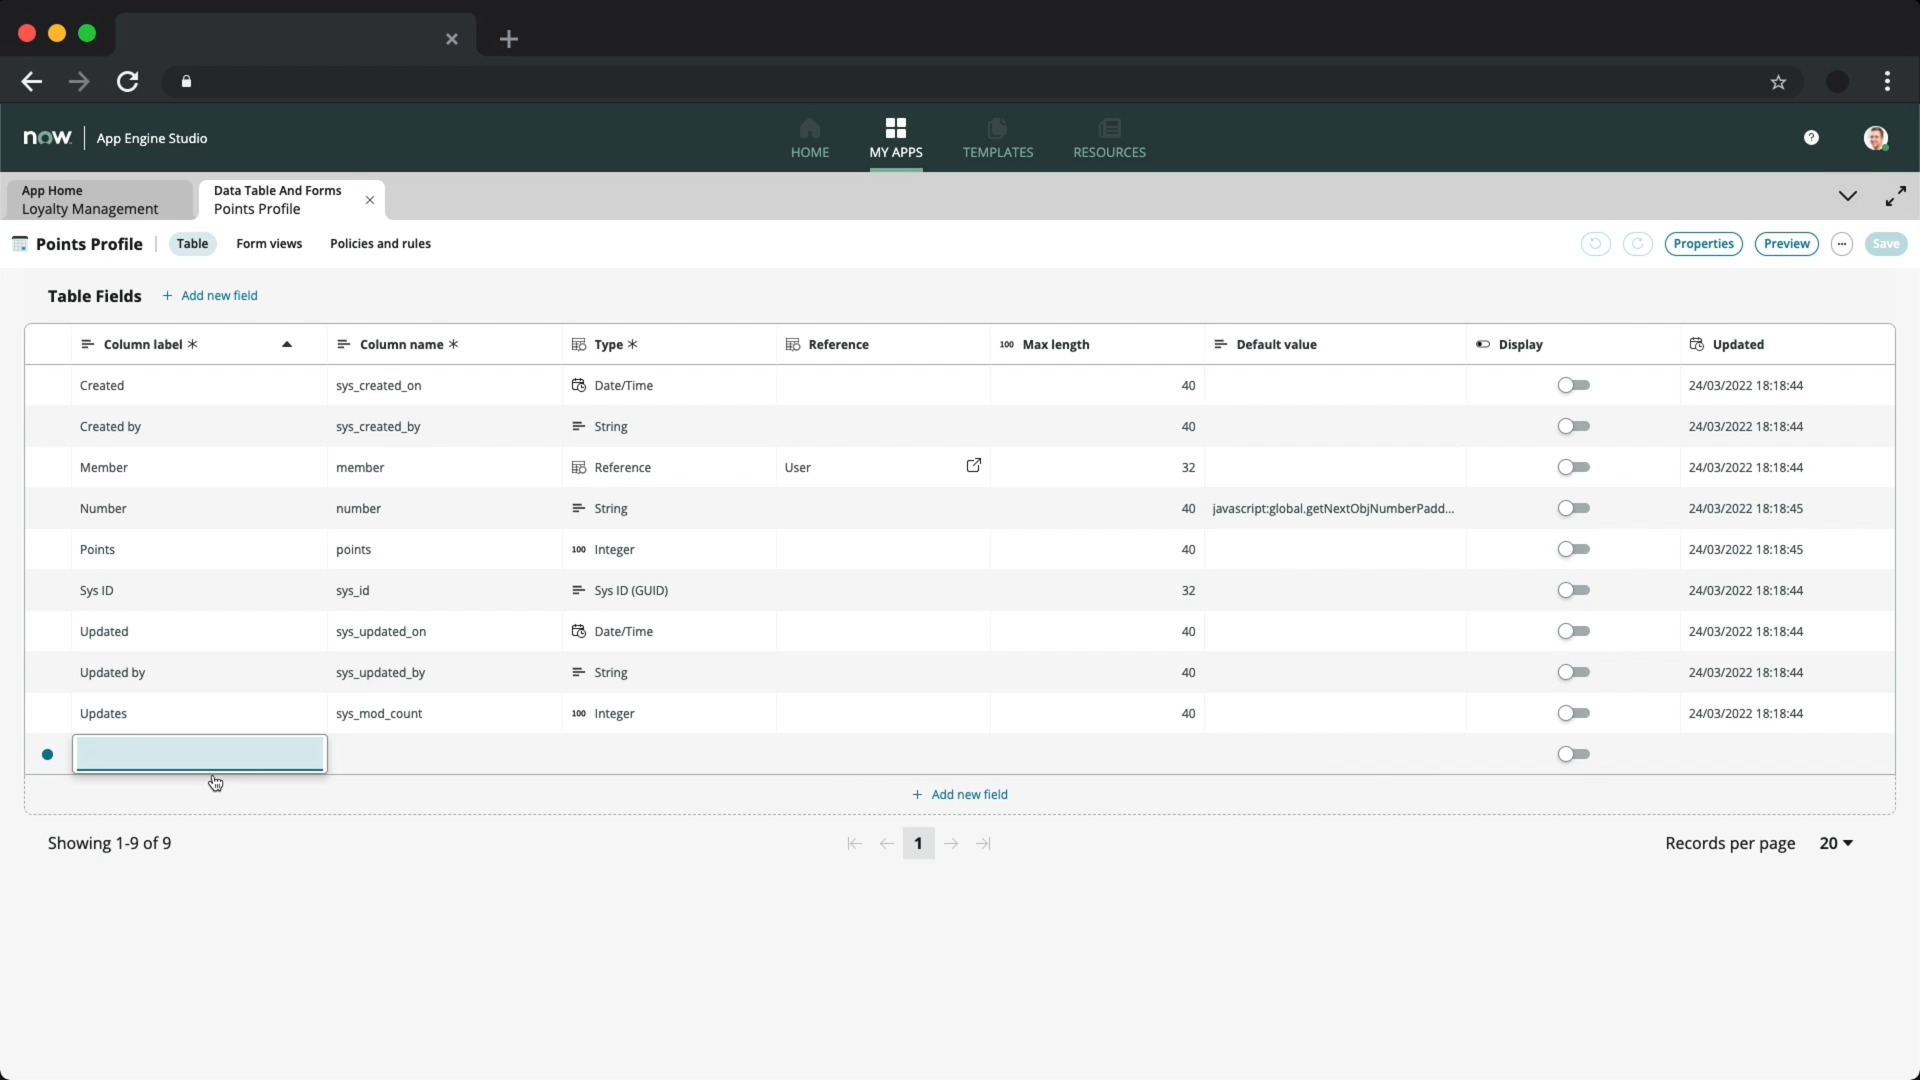 now. App Engine Studio
HOME MY APPS TEMPLATES RESOURCES
?
App Home
Loyalty Management
Data Table And Forms
Points Profile
Points Profile Table Form views Policies and rules Properties Preview ... Save
Table Fields + Add new field
Column label * Column name * Type * Reference 100 Max length Default value Display Updated
Created sys_created_on Date/Time 40 24/03/2022 18:18:44
Created by sys_created_by String 40 24/03/2022 18:18:44
Member member Reference User 32 24/03/2022 18:18:44
Number number String 40 javascript:global.getNextObjNumberPadd... 24/03/2022 18:18:45
Points points 100 Integer 40 24/03/2022 18:18:45
Sys ID sys_id Sys ID (GUID) 32 24/03/2022 18:18:44
Updated sys_updated_on Date/Time 40 24/03/2022 18:18:44
Updated by sys_updated_by String 40 24/03/2022 18:18:44
Updates sys_mod_count 100 Integer 40 24/03/2022 18:18:44
+ Add new field
Showing 1-9 of 9 1 Records per page 20